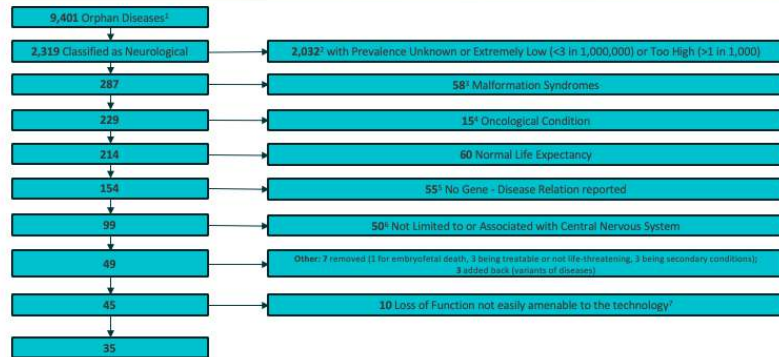 9,401 Orphan Diseases¹
2,319 Classified as Neurological
2,032² with Prevalence Unknown or Extremely Low (<3 in 1,000,000) or Too High (>1 in 1,000)
287
58³ Malformation Syndromes
229
15⁴ Oncological Condition
214
60 Normal Life Expectancy
154
55⁵ No Gene - Disease Relation reported
99
50⁶ Not Limited to or Associated with Central Nervous System
49
Other: 7 removed (1 for embryofetal death, 3 being treatable or not life-threatening, 3 being secondary conditions);
3 added back (variants of diseases)
45
10 Loss of Function not easily amenable to the technology⁷
35